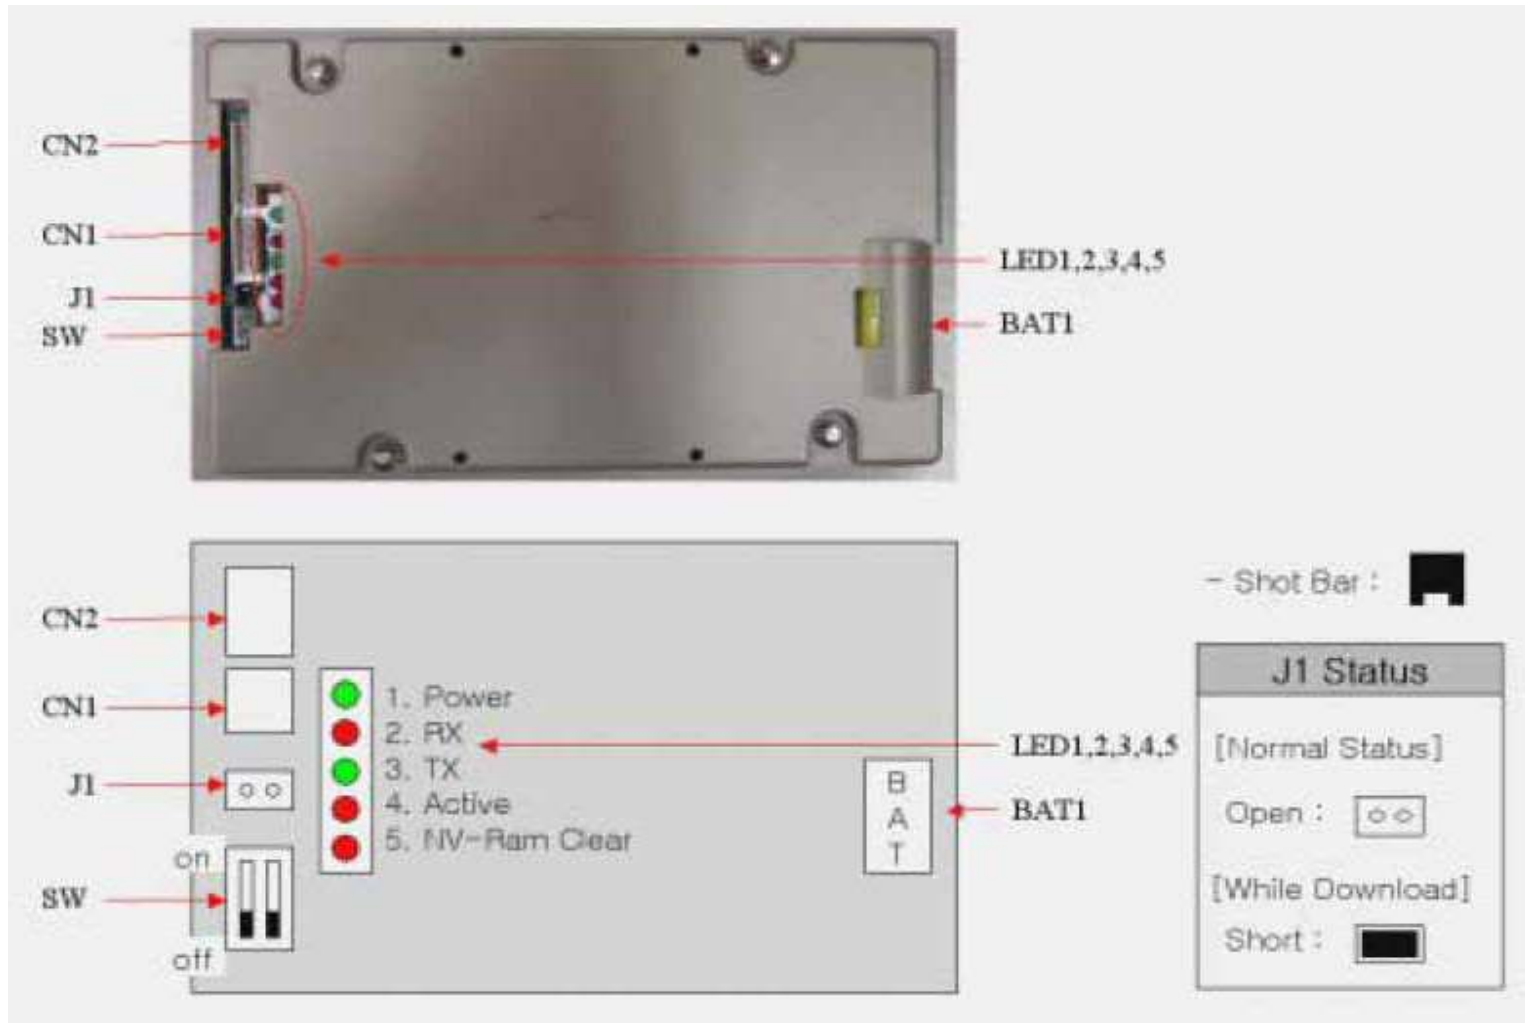 CN2
CN1
J1
SW
LED1,2,3,4,5
BAT1
CN2
CN1
J1
on
SW
off
1. Power
2. RX
3. TX
4. Active
5. NV-Ram Clear
LED1,2,3,4,5
BAT1
B
A
T
- Shot Bar :
J1 Status
[Normal Status]
Open :
[While Download]
Short :